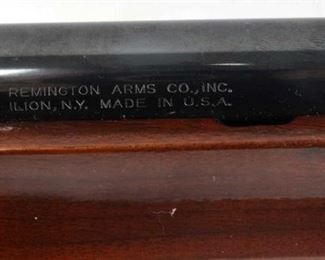 REMINGTON ARMS CO., INC.
ILION, N.Y. MADE IN U.S.A.